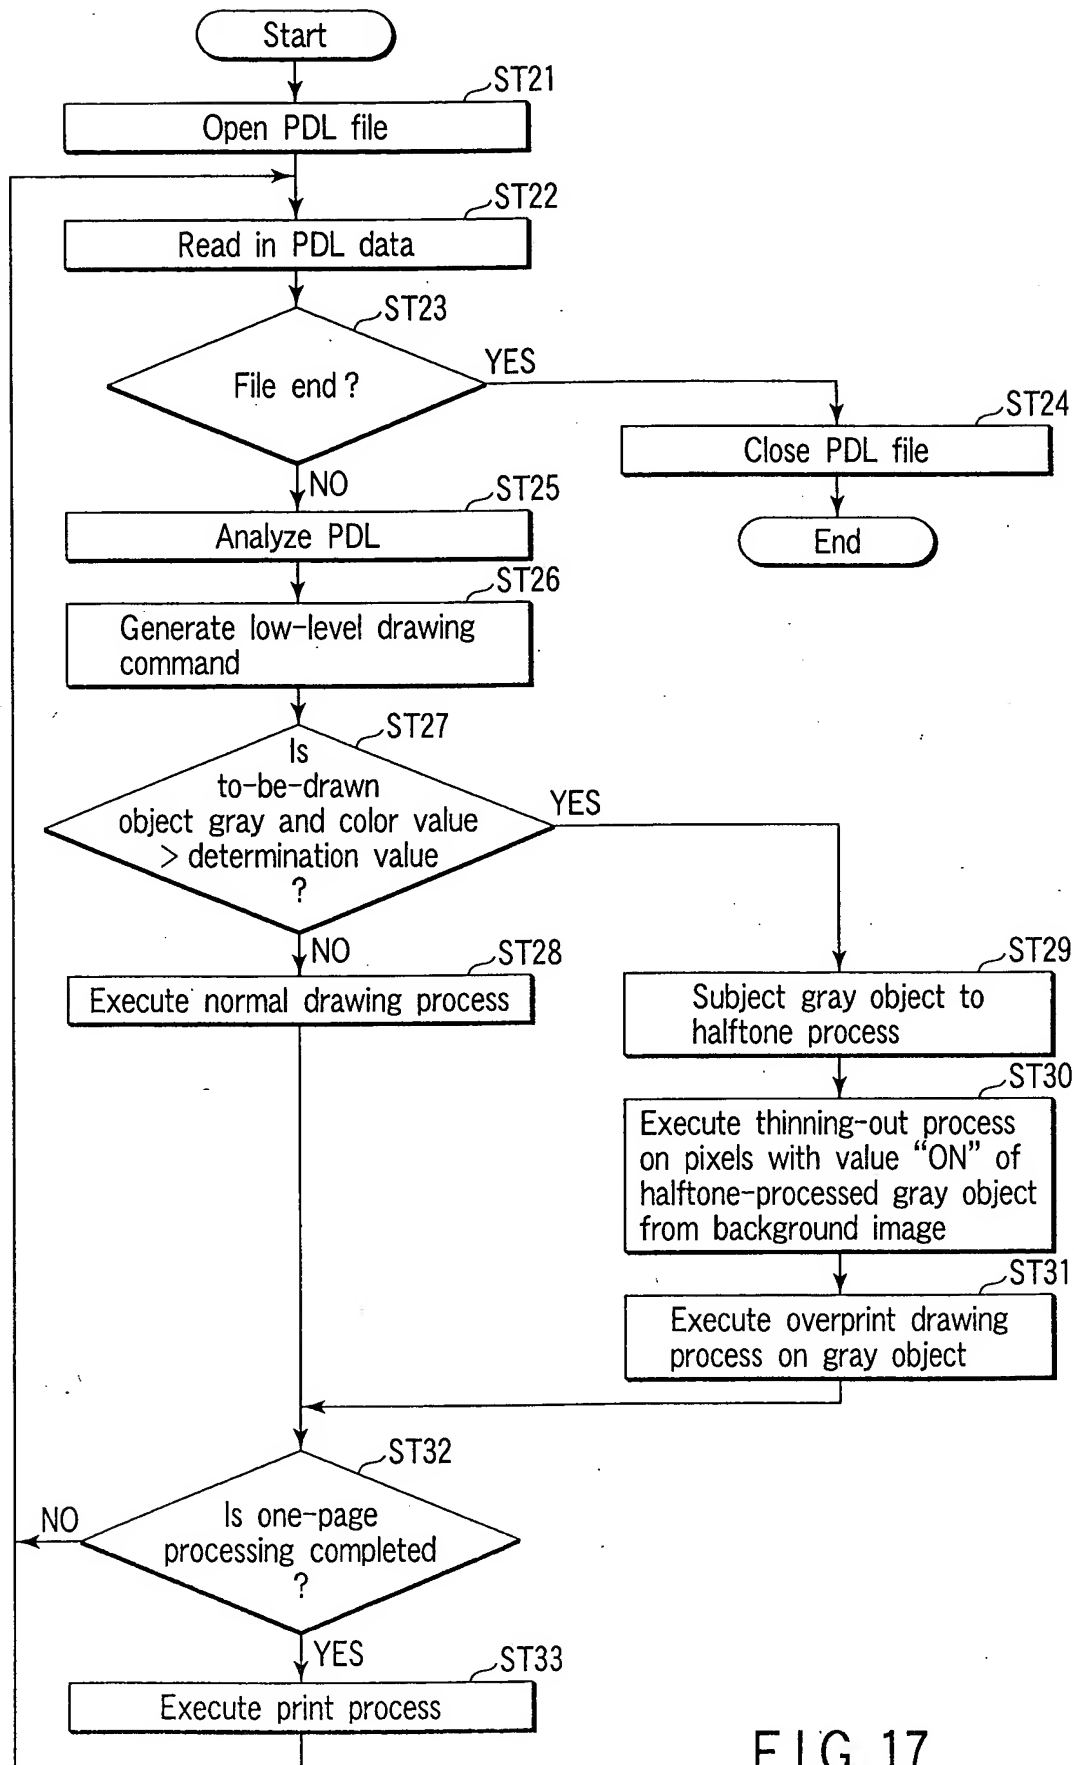 Start
ST21
Open PDL file
ST22
Read in PDL data
ST23
File end ?
YES
ST24
Close PDL file
End
NO
ST25
Analyze PDL
ST26
Generate low-level drawing
command
ST27
Is
to-be-drawn
object gray and color value
> determination value
?
YES
NO
ST28
Execute normal drawing process
ST29
Subject gray object to
halftone process
ST30
Execute thinning-out process
on pixels with value “ON” of
halftone-processed gray object
from background image
ST31
Execute overprint drawing
process on gray object
ST32
Is one-page
processing completed
?
NO
YES
ST33
Execute print process
FIG. 17